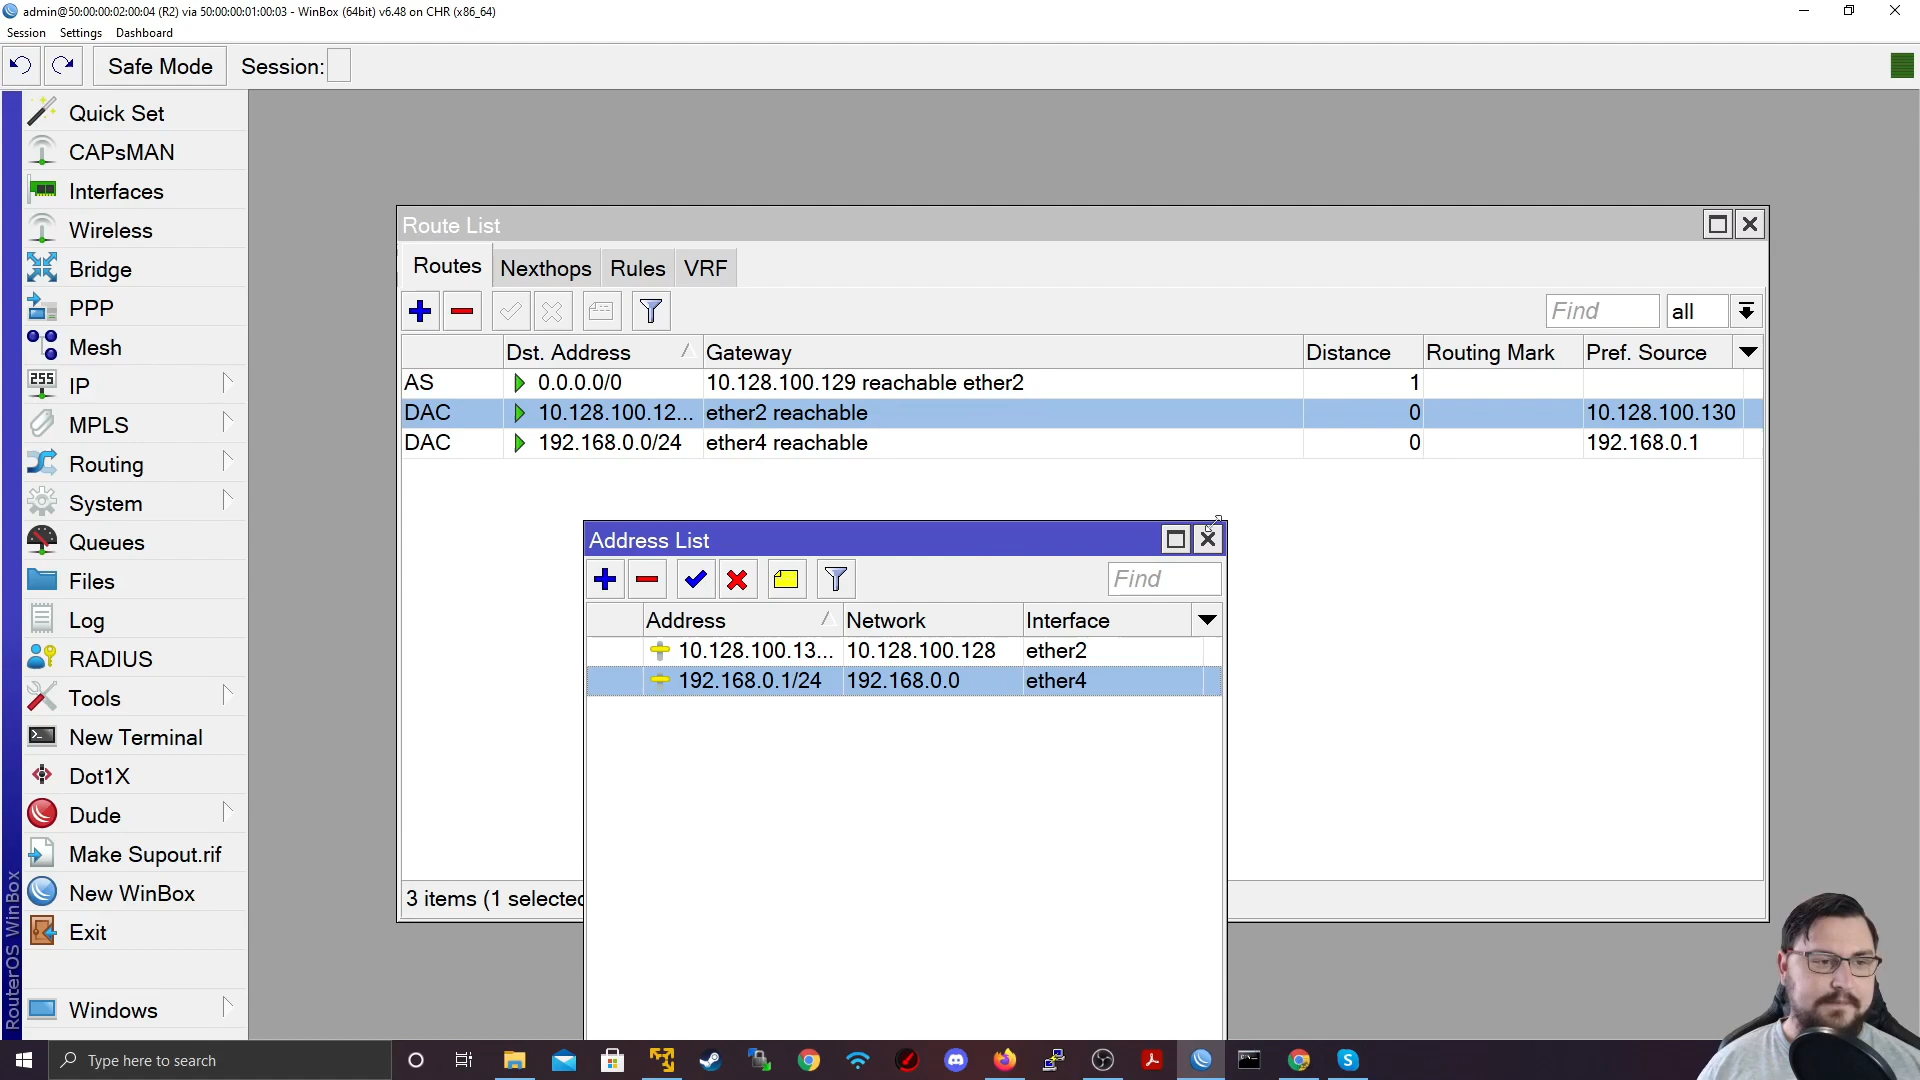 admin@50:00:00:02:00:04 (R2) via 50:00:00:01:00:03 - WinBox (64bit) v6.48 on CHR (x86_64)
Session Settings Dashboard
Safe Mode Session:
Quick Set
CAPsMAN
Interfaces
Wireless
Bridge
PPP
Mesh
255 IP
MPLS
Routing
System
Queues
Files
Log
RADIUS
Tools
New Terminal
Dot1X
Dude
Make Supout.rif
New WinBox
Exit
Windows
RouterOS WinBox
Route List
Routes Nexthops Rules VRF
Find all
Dst. Address Gateway Distance Routing Mark Pref. Source
AS 0.0.0.0/0 10.128.100.129 reachable ether2 1
DAC 10.128.100.12... ether2 reachable 0 10.128.100.130
DAC 192.168.0.0/24 ether4 reachable 0 192.168.0.1
3 items (1 selected
Address List
Find
Address Network Interface
10.128.100.13... 10.128.100.128 ether2
192.168.0.1/24 192.168.0.0 ether4
Type here to search